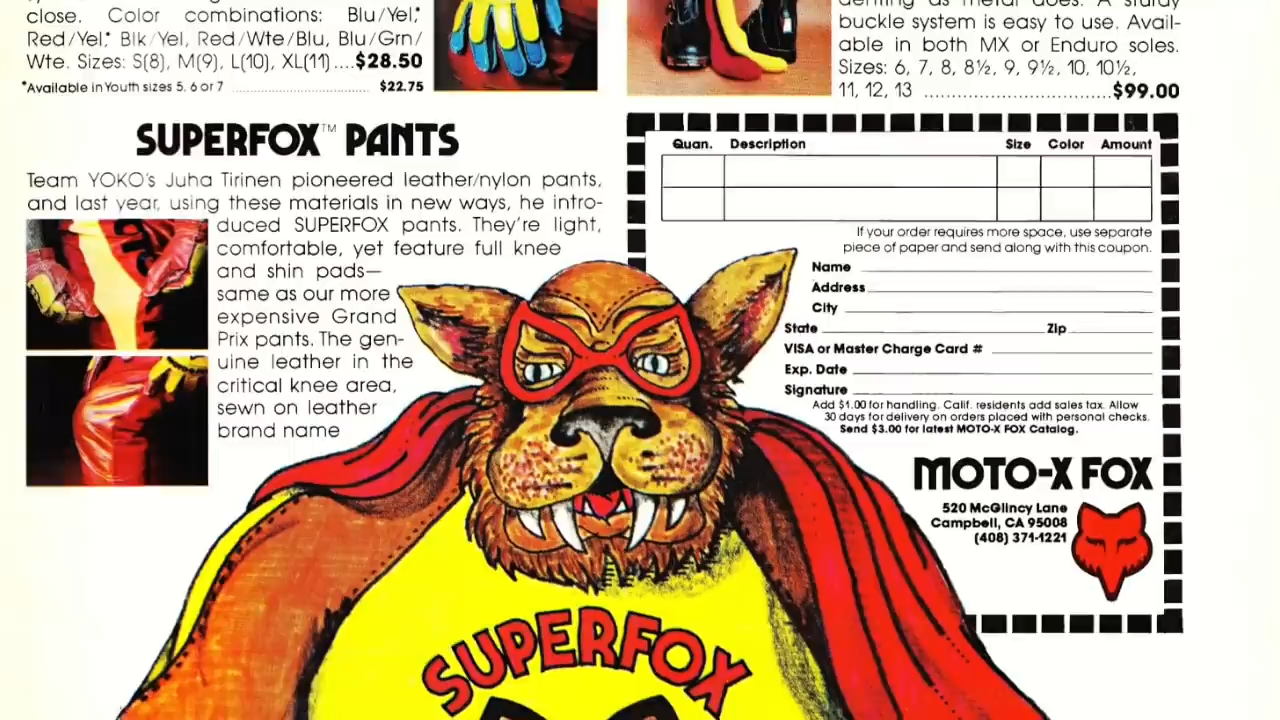 close. Color combinations: Blu/Yel,*
Red/Yel,* Blk/Yel, Red/Wte/Blu, Blu/Grn/
Wte. Sizes: S(8), M(9), L(10), XL(11)....$28.50
*Available in Youth sizes 5, 6 or 7 ........................................ $22.75
denting as metal does. A sturdy
buckle system is easy to use. Avail-
able in both MX or Enduro soles.
Sizes: 6, 7, 8, 8½, 9, 9½, 10, 10½,
11, 12, 13 ....................................$99.00
SUPERFOX™ PANTS
Team YOKO's Juha Tirinen pioneered leather/nylon pants,
and last year, using these materials in new ways, he intro-
duced SUPERFOX pants. They're light,
comfortable, yet feature full knee
and shin pads—
same as our more
expensive Grand
Prix pants. The gen-
uine leather in the
critical knee area,
sewn on leather
brand name
Quan. Description Size Color Amount
If your order requires more space, use separate
piece of paper and send along with this coupon.
Name
Address
City
State Zip
VISA or Master Charge Card #
Exp. Date
Signature
Add $1.00 for handling. Calif. residents add sales tax. Allow
30 days for delivery on orders placed with personal checks.
Send $3.00 for latest MOTO-X FOX Catalog.
MOTO-X FOX
520 McGlincy Lane
Campbell, CA 95008
(408) 371-1221
SUPERFOX